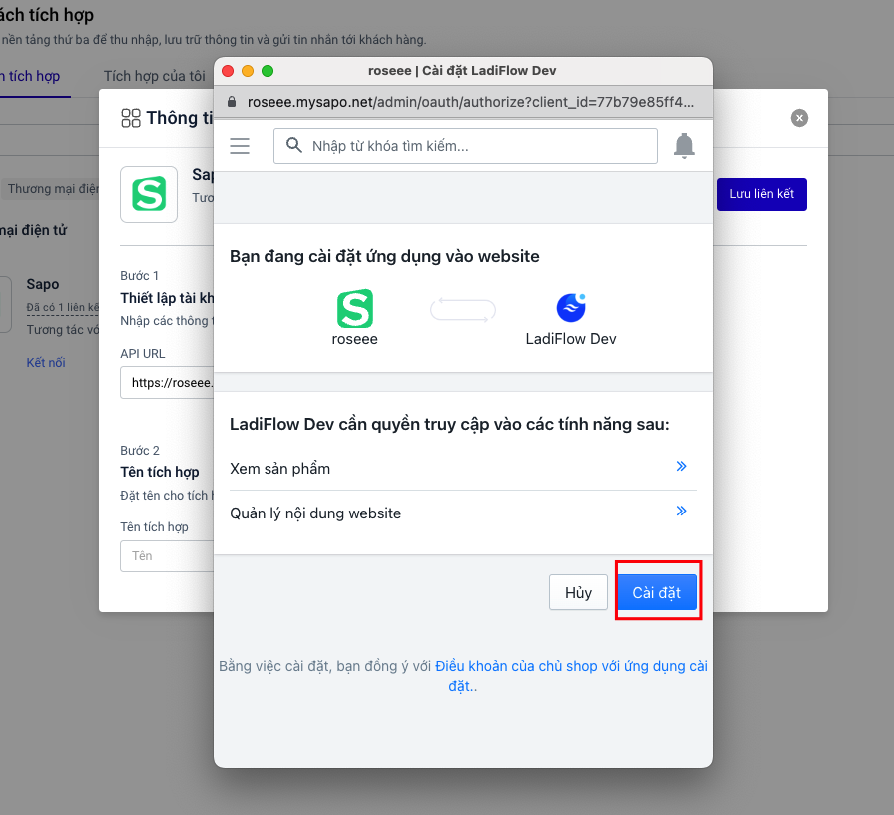 ách tích hợp
nền tảng thứ ba để thu nhập, lưu trữ thông tin và gửi tin nhắn tới khách hàng.
tích hợp
Tích hợp của tôi
Thương mại điện
mại điện tử
Sapo
Đã có 1 liên kế
Tương tác vớ
Kết nối
Thông ti
Sap
Tươ
Lưu liên kết
Bước 1
Thiết lập tài kh
Nhập các thông t
API URL
https://roseee.
Bước 2
Tên tích hợp
Đặt tên cho tích h
Tên tích hợp
Tên
roseee | Cài đặt LadiFlow Dev
roseee.mysapo.net/admin/oauth/authorize?client_id=77b79e85ff4...
Nhập từ khóa tìm kiếm...
Bạn đang cài đặt ứng dụng vào website
roseee
LadiFlow Dev
LadiFlow Dev cần quyền truy cập vào các tính năng sau:
Xem sản phẩm
Quản lý nội dung website
Hủy
Cài đặt
Bằng việc cài đặt, bạn đồng ý với Điều khoản của chủ shop với ứng dụng cài
đặt..